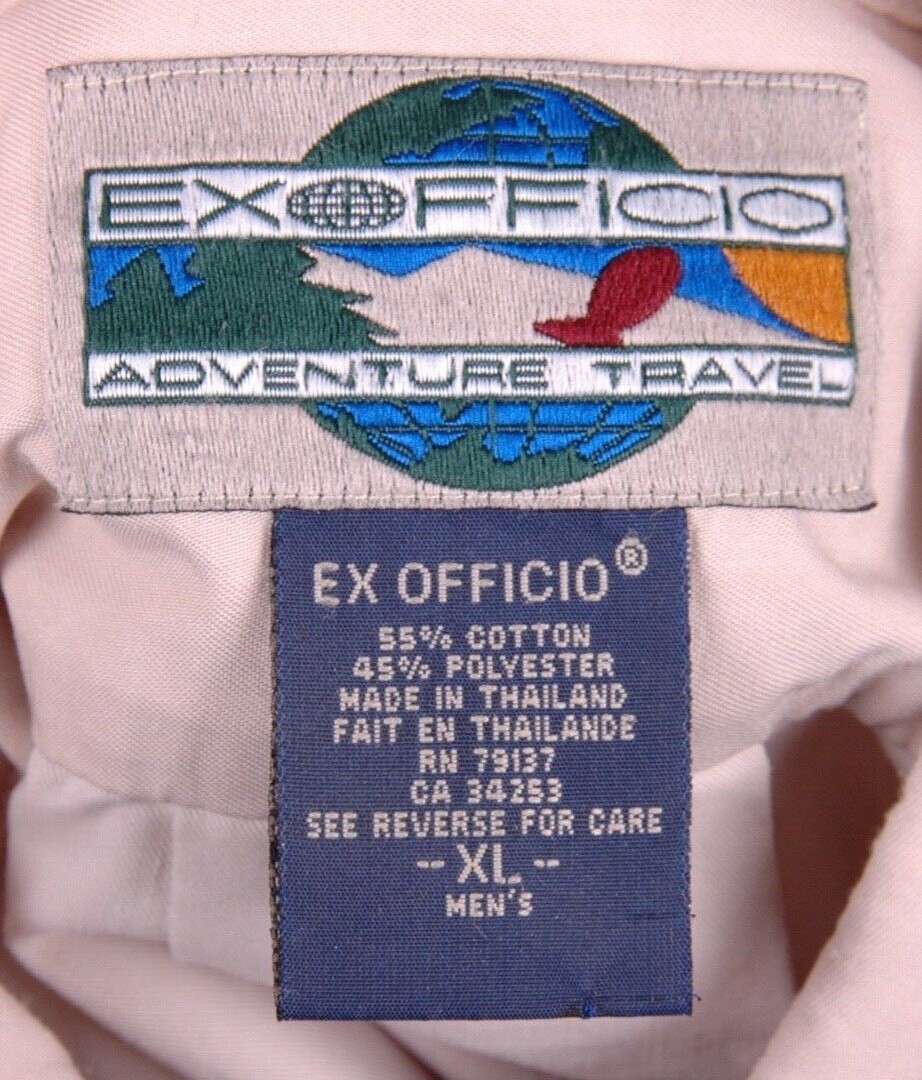 EXOFFICIO
ADVENTURE TRAVEL
EX OFFICIO®
55% COTTON
45% POLYESTER
MADE IN THAILAND
FAIT EN THAILANDE
RN 79137
CA 34253
SEE REVERSE FOR CARE
-- XL --
MEN'S